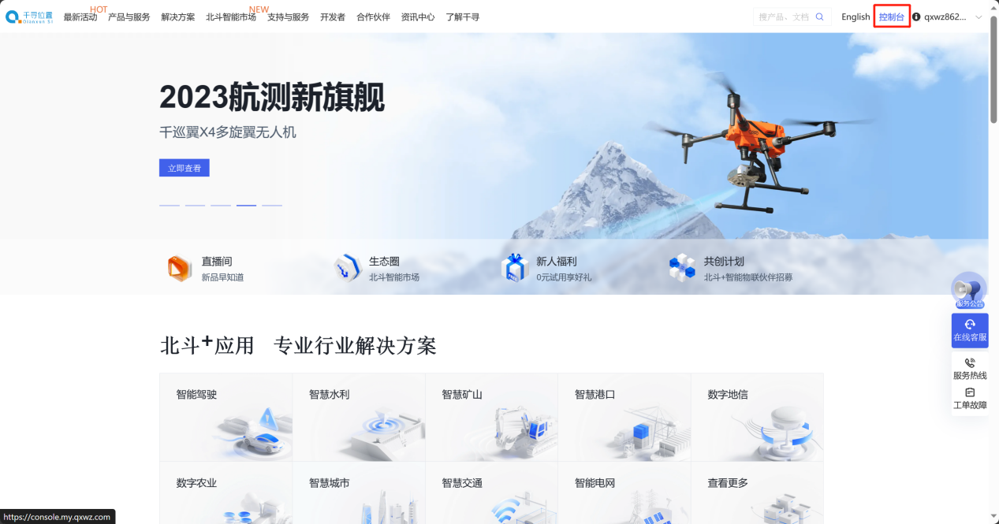 千寻位置
Qianxun SI
最新活动
HOT
产品与服务
解决方案
北斗智能市场
NEW
支持与服务
开发者
合作伙伴
资讯中心
了解千寻
搜产品、文档
English
控制台
qxwz862...
2023航测新旗舰
千巡翼X4多旋翼无人机
立即查看
直播间
新品早知道
生态圈
北斗智能市场
新人福利
0元试用享好礼
共创计划
北斗+智能物联伙伴招募
服务公告
在线客服
服务热线
工单故障
北斗+应用 专业行业解决方案
智能驾驶
智慧水利
智慧矿山
智慧港口
数字地信
数字农业
智慧城市
智慧交通
智能电网
查看更多
https://console.my.qxwz.com